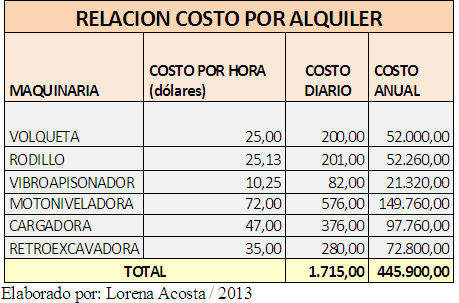 RELACION COSTO POR ALQUILER
MAQUINARIA COSTO POR HORA (dólares) COSTO DIARIO COSTO ANUAL
VOLQUETA 25,00 200,00 52.000,00
RODILLO 25,13 201,00 52.260,00
VIBROAPISONADOR 10,25 82,00 21.320,00
MOTONIVELADORA 72,00 576,00 149.760,00
CARGADORA 47,00 376,00 97.760,00
RETROEXCAVADORA 35,00 280,00 72.800,00
TOTAL 1.715,00 445.900,00
Elaborado por: Lorena Acosta / 2013